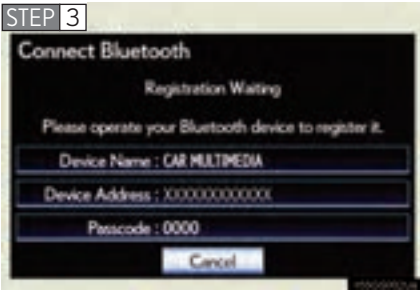 STEP 3
Connect Bluetooth
Registration Waiting
Please operate your Bluetooth device to register it.
Device Name : CAR MULTIMEDIA
Device Address : XXXXXXXXXXXX
Passcode : 0000
Cancel